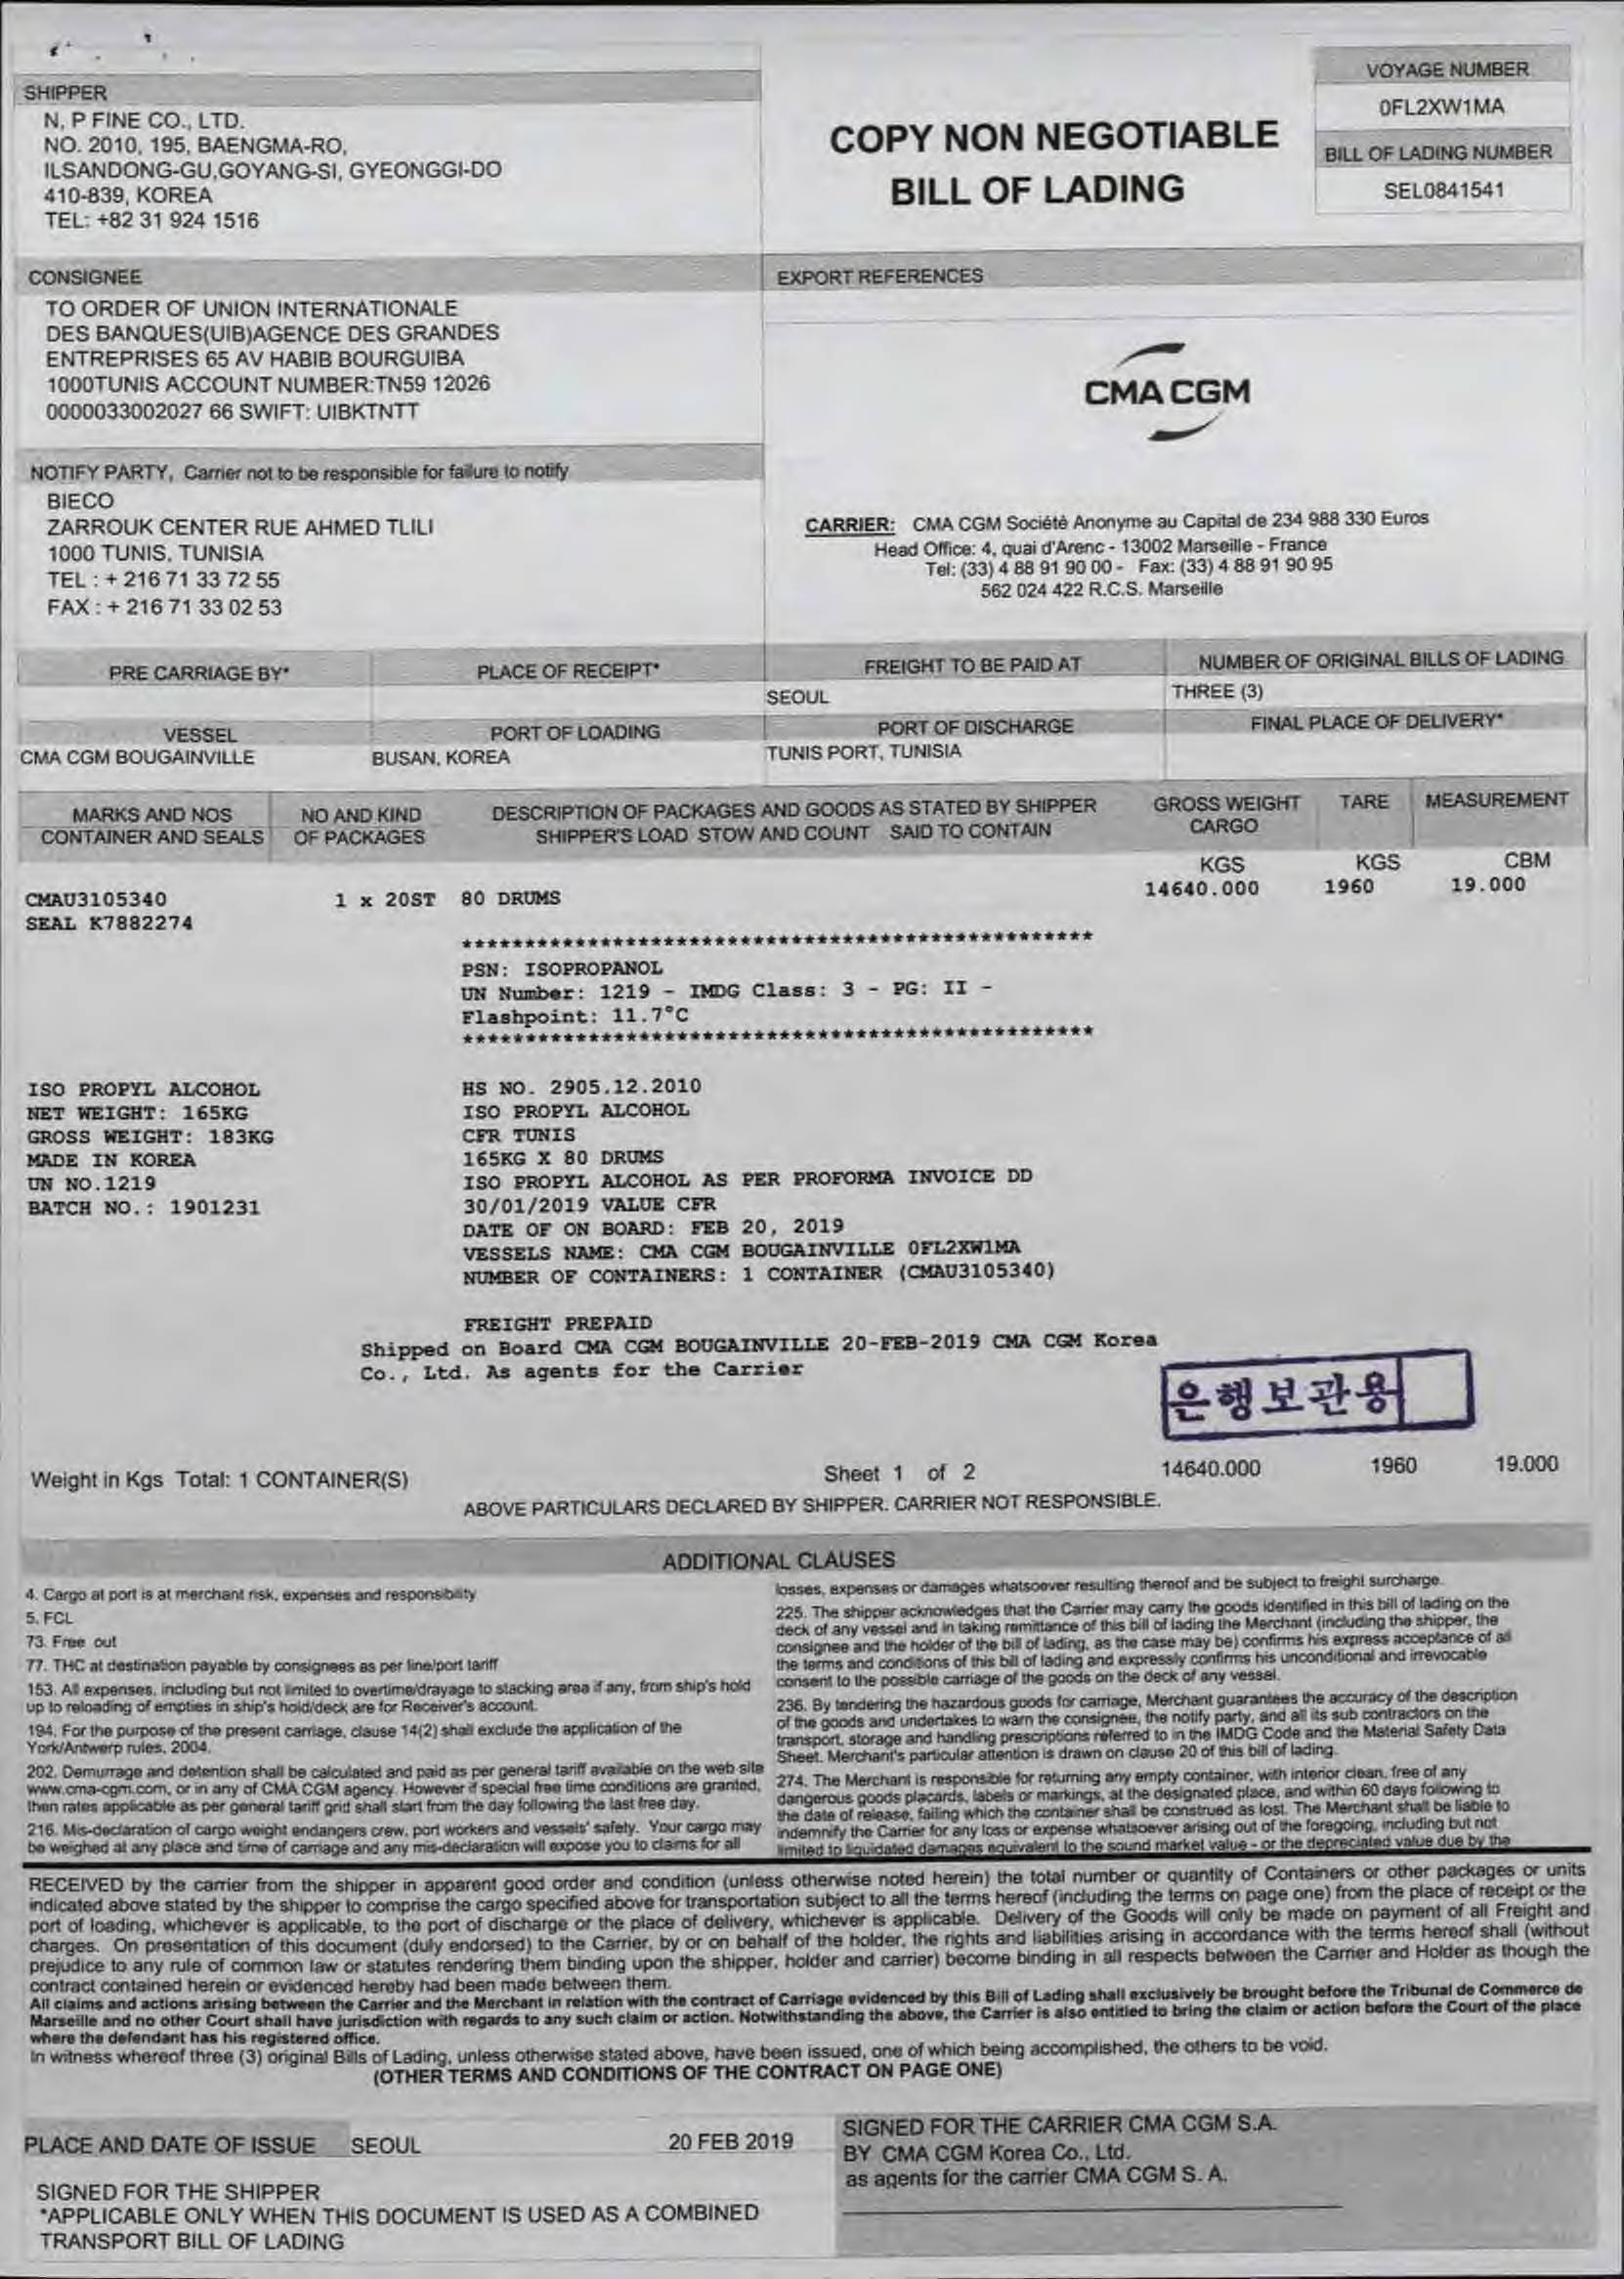 SHIPPER
N, P FINE CO., LTD.
NO. 2010, 195, BAENGMA-RO,
ILSANDONG-GU,GOYANG-SI, GYEONGGI-DO
410-839, KOREA
TEL: +82 31 924 1516
COPY NON NEGOTIABLE
BILL OF LADING
VOYAGE NUMBER
0FL2XW1MA
BILL OF LADING NUMBER
SEL0841541
CONSIGNEE
TO ORDER OF UNION INTERNATIONALE
DES BANQUES(UIB)AGENCE DES GRANDES
ENTREPRISES 65 AV HABIB BOURGUIBA
1000TUNIS ACCOUNT NUMBER:TN59 12026
0000033002027 66 SWIFT: UIBKTNTT
EXPORT REFERENCES
CMA CGM
NOTIFY PARTY, Carrier not to be responsible for failure to notify
BIECO
ZARROUK CENTER RUE AHMED TLILI
1000 TUNIS, TUNISIA
TEL : + 216 71 33 72 55
FAX : + 216 71 33 02 53
CARRIER: CMA CGM Société Anonyme au Capital de 234 988 330 Euros
Head Office: 4, quai d'Arenc - 13002 Marseille - France
Tel: (33) 4 88 91 90 00 - Fax: (33) 4 88 91 90 95
562 024 422 R.C.S. Marseille
PRE CARRIAGE BY* PLACE OF RECEIPT* FREIGHT TO BE PAID AT NUMBER OF ORIGINAL BILLS OF LADING
SEOUL THREE (3)
VESSEL PORT OF LOADING PORT OF DISCHARGE FINAL PLACE OF DELIVERY*
CMA CGM BOUGAINVILLE BUSAN, KOREA TUNIS PORT, TUNISIA
MARKS AND NOS NO AND KIND DESCRIPTION OF PACKAGES AND GOODS AS STATED BY SHIPPER GROSS WEIGHT TARE MEASUREMENT
CONTAINER AND SEALS OF PACKAGES SHIPPER'S LOAD STOW AND COUNT SAID TO CONTAIN CARGO
KGS KGS CBM
CMAU3105340 1 x 20ST 80 DRUMS 14640.000 1960 19.000
SEAL K7882274
**************************************************
PSN: ISOPROPANOL
UN Number: 1219 - IMDG Class: 3 - PG: II -
Flashpoint: 11.7°C
**************************************************
ISO PROPYL ALCOHOL HS NO. 2905.12.2010
NET WEIGHT: 165KG ISO PROPYL ALCOHOL
GROSS WEIGHT: 183KG CFR TUNIS
MADE IN KOREA 165KG X 80 DRUMS
UN NO.1219 ISO PROPYL ALCOHOL AS PER PROFORMA INVOICE DD
BATCH NO.: 1901231 30/01/2019 VALUE CFR
DATE OF ON BOARD: FEB 20, 2019
VESSELS NAME: CMA CGM BOUGAINVILLE 0FL2XW1MA
NUMBER OF CONTAINERS: 1 CONTAINER (CMAU3105340)
FREIGHT PREPAID
Shipped on Board CMA CGM BOUGAINVILLE 20-FEB-2019 CMA CGM Korea
Co., Ltd. As agents for the Carrier
은행보관용
Weight in Kgs Total: 1 CONTAINER(S) Sheet 1 of 2 14640.000 1960 19.000
ABOVE PARTICULARS DECLARED BY SHIPPER. CARRIER NOT RESPONSIBLE.
ADDITIONAL CLAUSES
4. Cargo at port is at merchant risk, expenses and responsibility
5. FCL
73. Free out
77. THC at destination payable by consignees as per line/port tariff
153. All expenses, including but not limited to overtime/drayage to stacking area if any, from ship's hold
up to reloading of empties in ship's hold/deck are for Receiver's account.
194. For the purpose of the present carriage, clause 14(2) shall exclude the application of the
York/Antwerp rules, 2004.
202. Demurrage and detention shall be calculated and paid as per general tariff available on the web site
www.cma-cgm.com, or in any of CMA CGM agency. However if special free time conditions are granted,
then rates applicable as per general tariff grid shall start from the day following the last free day.
216. Mis-declaration of cargo weight endangers crew, port workers and vessels' safety. Your cargo may
be weighed at any place and time of carriage and any mis-declaration will expose you to claims for all
losses, expenses or damages whatsoever resulting thereof and be subject to freight surcharge.
225. The shipper acknowledges that the Carrier may carry the goods identified in this bill of lading on the
deck of any vessel and in taking remittance of this bill of lading the Merchant (including the shipper, the
consignee and the holder of the bill of lading, as the case may be) confirms his express acceptance of all
the terms and conditions of this bill of lading and expressly confirms his unconditional and irrevocable
consent to the possible carriage of the goods on the deck of any vessel.
236. By tendering the hazardous goods for carriage, Merchant guarantees the accuracy of the description
of the goods and undertakes to warn the consignee, the notify party, and all its sub contractors on the
transport, storage and handling prescriptions referred to in the IMDG Code and the Material Safety Data
Sheet. Merchant's particular attention is drawn on clause 20 of this bill of lading.
274. The Merchant is responsible for returning any empty container, with interior clean, free of any
dangerous goods placards, labels or markings, at the designated place, and within 60 days following to
the date of release, failing which the container shall be construed as lost. The Merchant shall be liable to
indemnify the Carrier for any loss or expense whatsoever arising out of the foregoing, including but not
limited to liquidated damages equivalent to the sound market value - or the depreciated value due by the
RECEIVED by the carrier from the shipper in apparent good order and condition (unless otherwise noted herein) the total number or quantity of Containers or other packages or units
indicated above stated by the shipper to comprise the cargo specified above for transportation subject to all the terms hereof (including the terms on page one) from the place of receipt or the
port of loading, whichever is applicable, to the port of discharge or the place of delivery, whichever is applicable. Delivery of the Goods will only be made on payment of all Freight and
charges. On presentation of this document (duly endorsed) to the Carrier, by or on behalf of the holder, the rights and liabilities arising in accordance with the terms hereof shall (without
prejudice to any rule of common law or statutes rendering them binding upon the shipper, holder and carrier) become binding in all respects between the Carrier and Holder as though the
contract contained herein or evidenced hereby had been made between them.
All claims and actions arising between the Carrier and the Merchant in relation with the contract of Carriage evidenced by this Bill of Lading shall exclusively be brought before the Tribunal de Commerce de
Marseille and no other Court shall have jurisdiction with regards to any such claim or action. Notwithstanding the above, the Carrier is also entitled to bring the claim or action before the Court of the place
where the defendant has his registered office.
In witness whereof three (3) original Bills of Lading, unless otherwise stated above, have been issued, one of which being accomplished, the others to be void.
(OTHER TERMS AND CONDITIONS OF THE CONTRACT ON PAGE ONE)
PLACE AND DATE OF ISSUE SEOUL 20 FEB 2019
SIGNED FOR THE CARRIER CMA CGM S.A.
BY CMA CGM Korea Co., Ltd.
as agents for the carrier CMA CGM S. A.
SIGNED FOR THE SHIPPER
*APPLICABLE ONLY WHEN THIS DOCUMENT IS USED AS A COMBINED
TRANSPORT BILL OF LADING